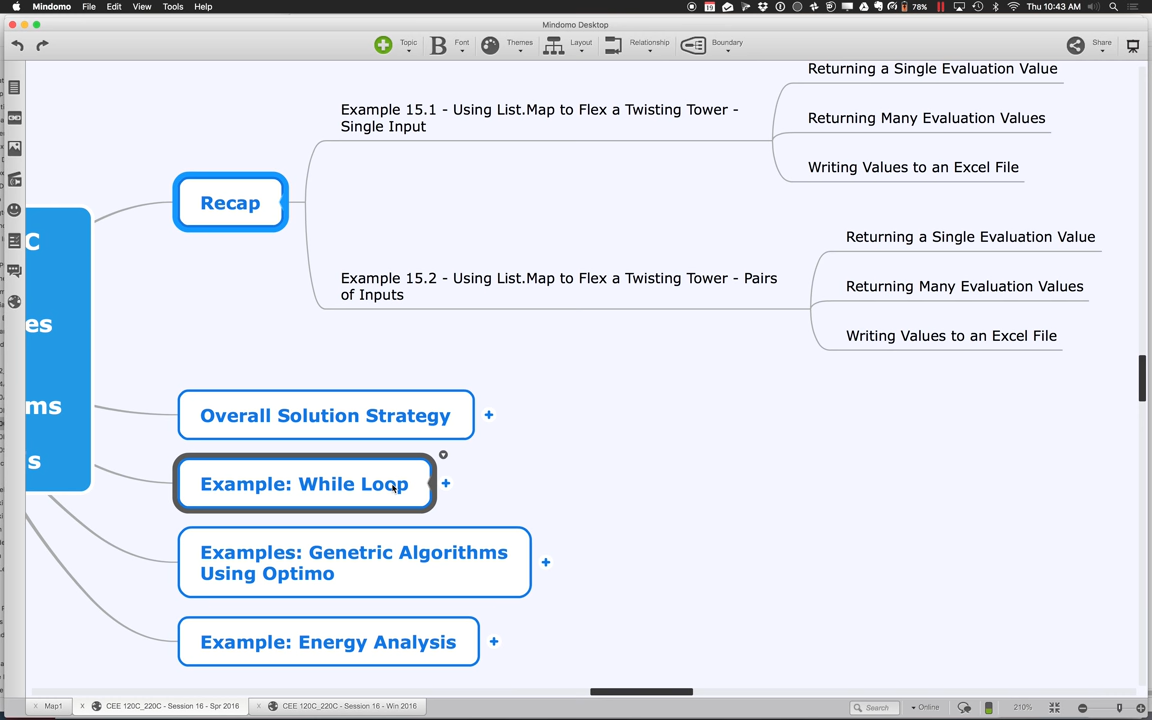 Mindomo File Edit View Tools Help
19
78%
Thu 10:43 AM
Mindomo Desktop
Topic
B Font
Themes
Layout
Relationship
Boundary
Share
Returning a Single Evaluation Value
Example 15.1 - Using List.Map to Flex a Twisting Tower -
Single Input
Returning Many Evaluation Values
Writing Values to an Excel File
Recap
Returning a Single Evaluation Value
Example 15.2 - Using List.Map to Flex a Twisting Tower - Pairs
of Inputs
Returning Many Evaluation Values
Writing Values to an Excel File
C
es
ms
s
Overall Solution Strategy +
Example: While Loop +
Examples: Genetric Algorithms
Using Optimo +
Example: Energy Analysis +
x Map1
x CEE 120C_220C - Session 16 - Spr 2016
x CEE 120C_220C - Session 16 - Win 2016
Search
Online
210%